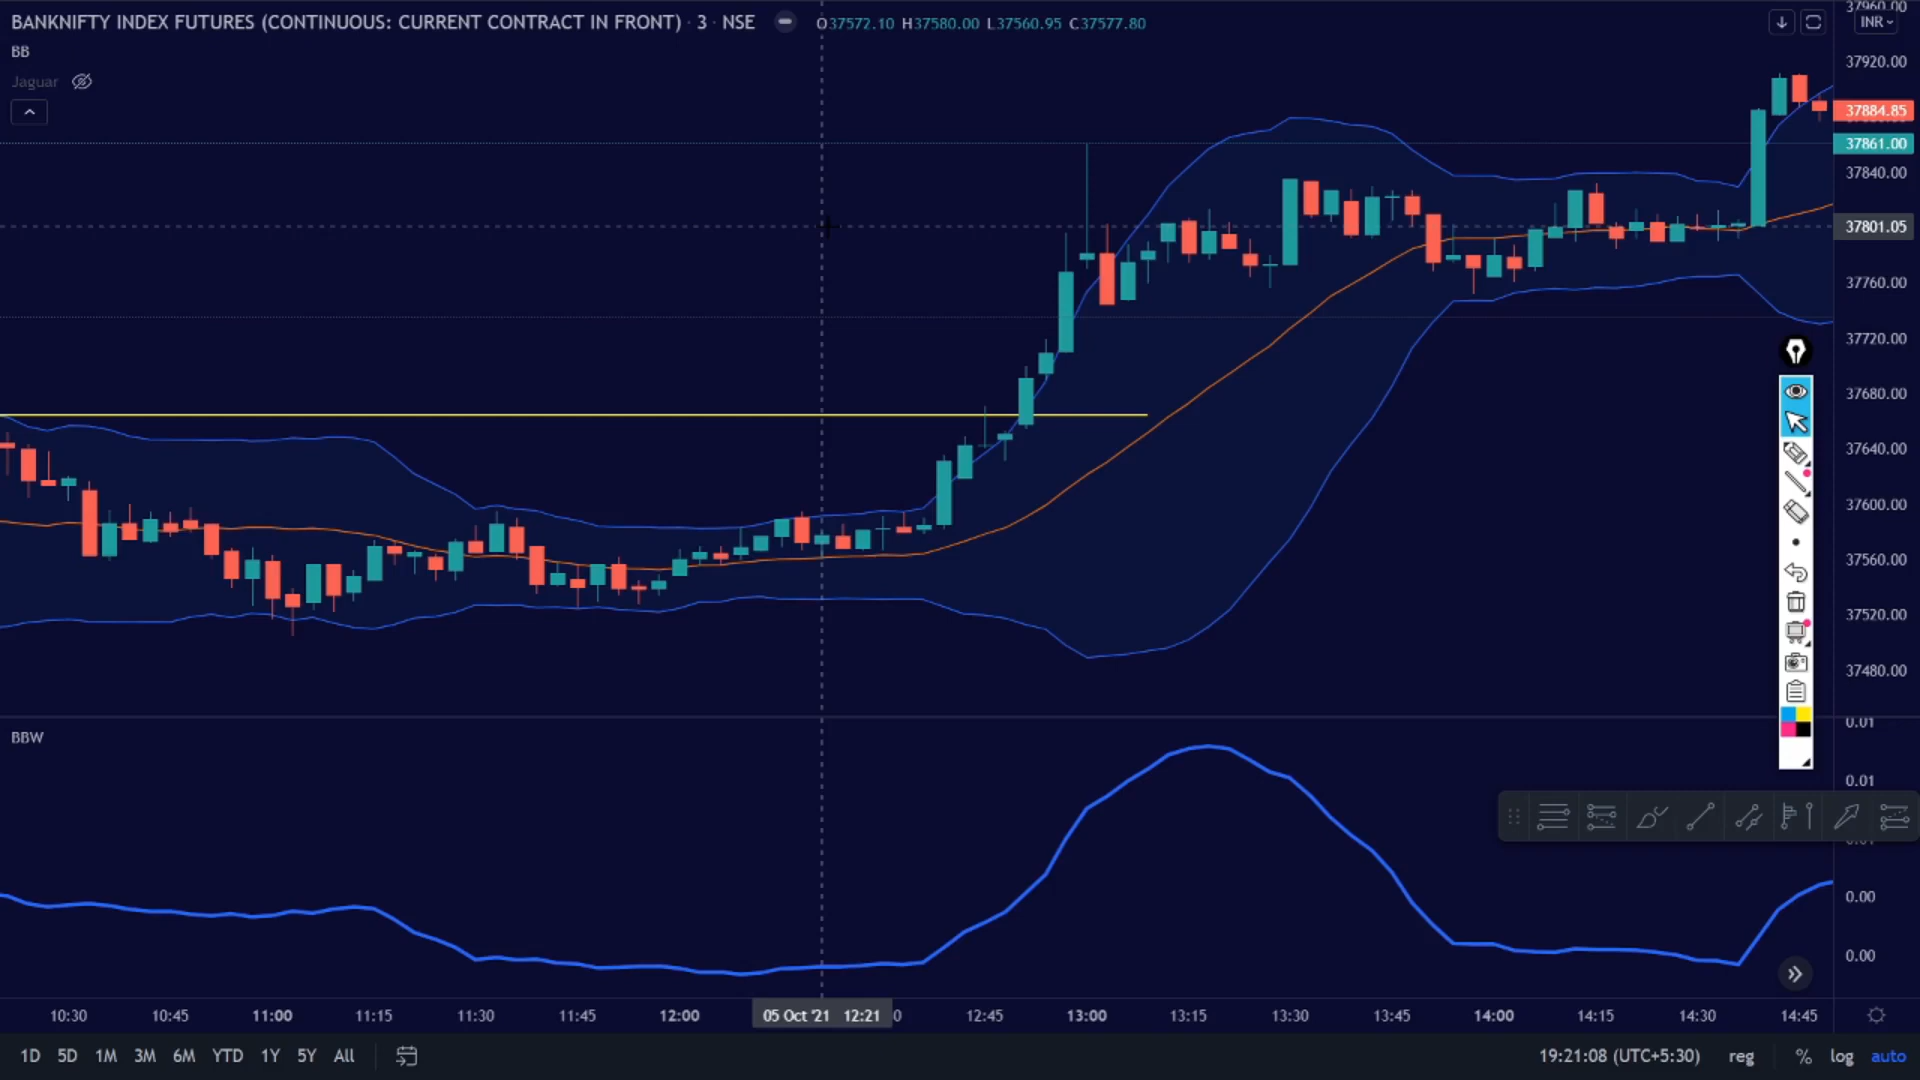 BANKNIFTY INDEX FUTURES (CONTINUOUS: CURRENT CONTRACT IN FRONT) · 3 · NSE O37572.10 H37580.00 L37560.95 C37577.80
BB
Jaguar
37960.00
INR
37920.00
37884.85
37861.00
37840.00
37801.05
37760.00
37720.00
37680.00
37640.00
37600.00
37560.00
37520.00
37480.00
BBW
0.01
0.01
0.01
0.00
0.00
10:30 10:45 11:00 11:15 11:30 11:45 12:00 05 Oct '21 12:21 0 12:45 13:00 13:15 13:30 13:45 14:00 14:15 14:30 14:45
1D 5D 1M 3M 6M YTD 1Y 5Y All 19:21:08 (UTC+5:30) reg % log auto